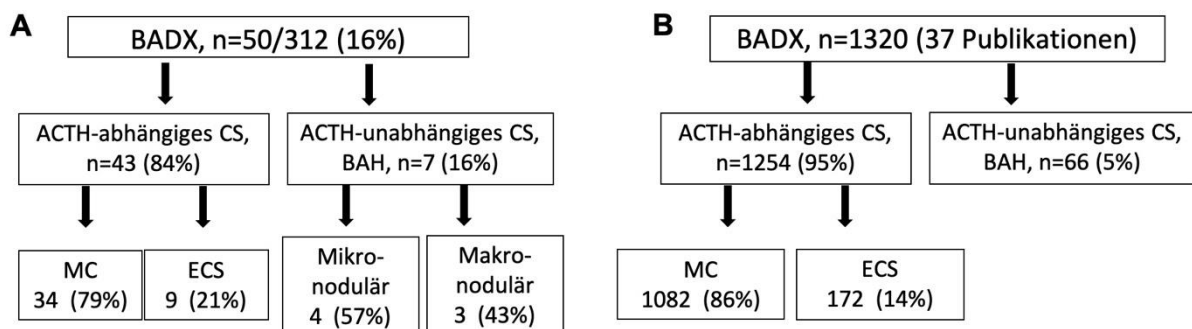 A
BADX, n=50/312 (16%)
ACTH-abhängiges CS,
n=43 (84%)
ACTH-unabhängiges CS,
BAH, n=7 (16%)
MC
34 (79%)
ECS
9 (21%)
Mikro-
nodulär
4 (57%)
Makro-
nodulär
3 (43%)
B
BADX, n=1320 (37 Publikationen)
ACTH-abhängiges CS,
n=1254 (95%)
ACTH-unabhängiges CS,
BAH, n=66 (5%)
MC
1082 (86%)
ECS
172 (14%)